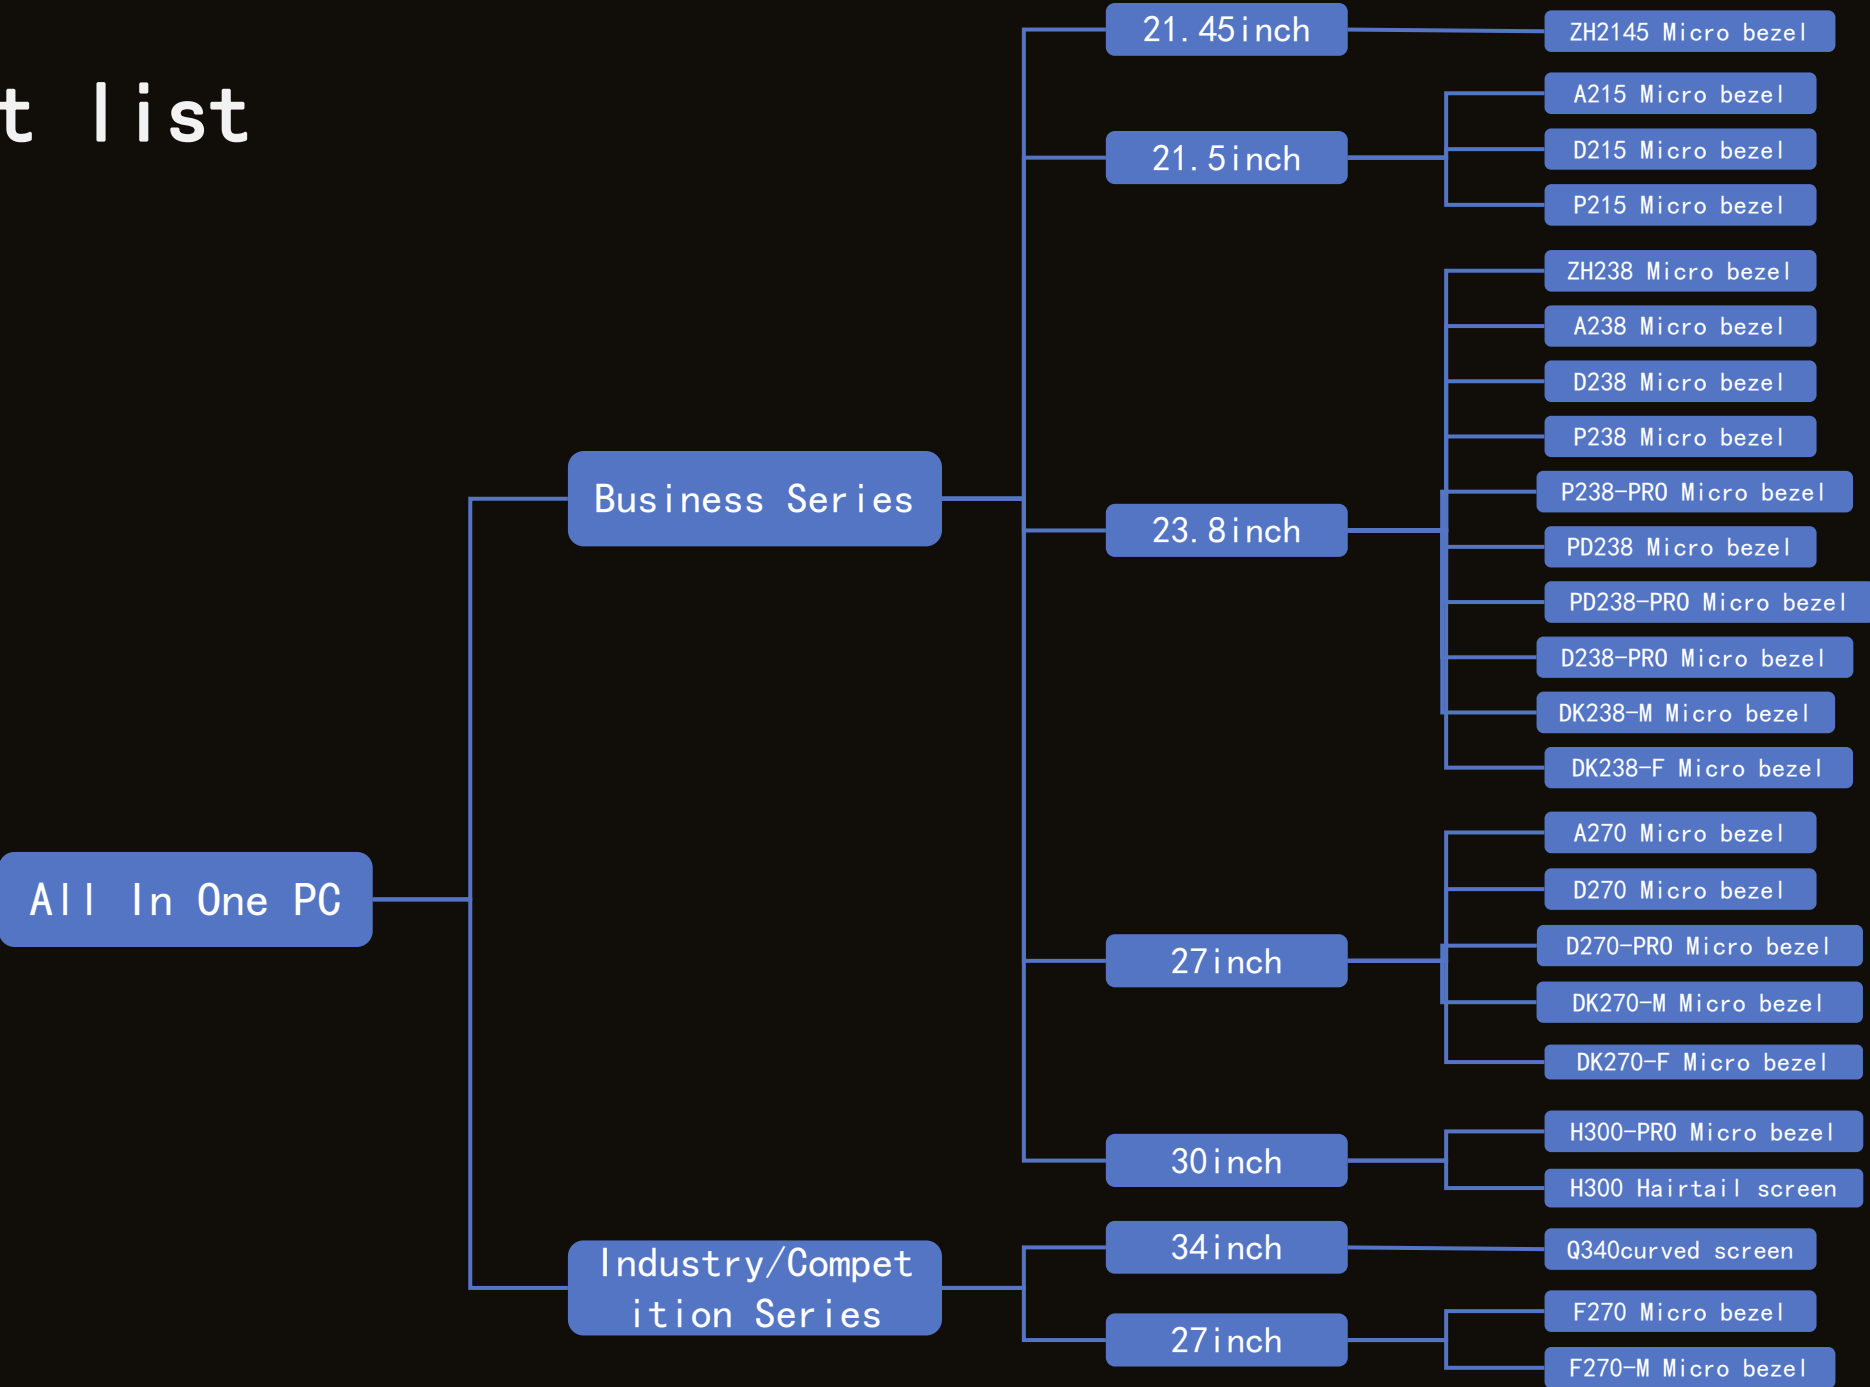 t list
All In One PC
Business Series
Industry/Compet
ition Series
21.45inch
21.5inch
23.8inch
27inch
30inch
34inch
27inch
ZH2145 Micro bezel
A215 Micro bezel
D215 Micro bezel
P215 Micro bezel
ZH238 Micro bezel
A238 Micro bezel
D238 Micro bezel
P238 Micro bezel
P238-PRO Micro bezel
PD238 Micro bezel
PD238-PRO Micro bezel
D238-PRO Micro bezel
DK238-M Micro bezel
DK238-F Micro bezel
A270 Micro bezel
D270 Micro bezel
D270-PRO Micro bezel
DK270-M Micro bezel
DK270-F Micro bezel
H300-PRO Micro bezel
H300 Hairtail screen
Q340curved screen
F270 Micro bezel
F270-M Micro bezel